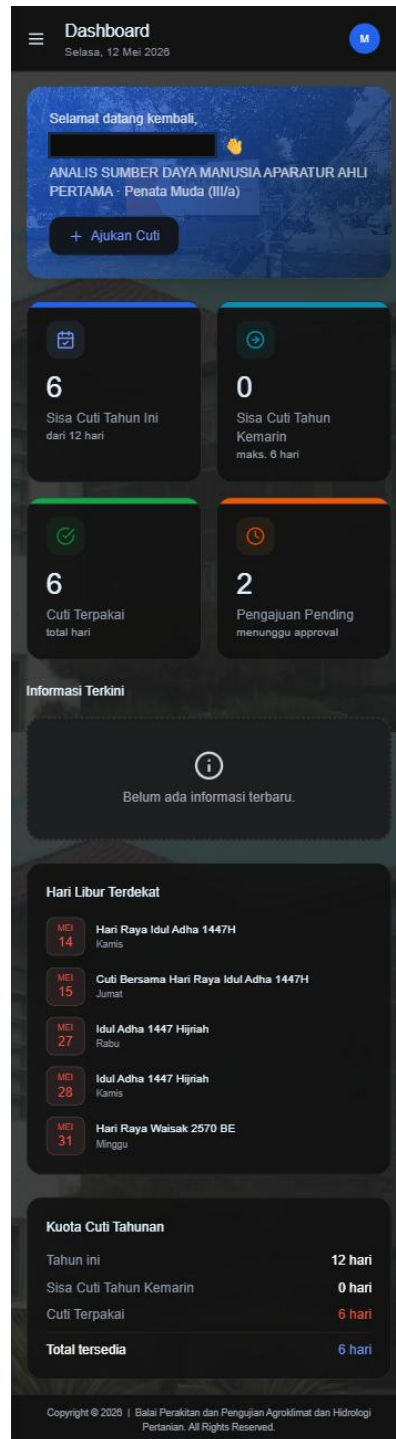 Dashboard
Selasa, 12 Mei 2026
M
Selamat datang kembali,
👋
ANALIS SUMBER DAYA MANUSIA APARATUR AHLI
PERTAMA · Penata Muda (III/a)
+ Ajukan Cuti
6
Sisa Cuti Tahun Ini
dari 12 hari
0
Sisa Cuti Tahun
Kemarin
maks. 6 hari
6
Cuti Terpakai
total hari
2
Pengajuan Pending
menunggu approval
Informasi Terkini
Belum ada informasi terbaru.
Hari Libur Terdekat
MEI
14
Hari Raya Idul Adha 1447H
Kamis
MEI
15
Cuti Bersama Hari Raya Idul Adha 1447H
Jumat
MEI
27
Idul Adha 1447 Hijriah
Rabu
MEI
28
Idul Adha 1447 Hijriah
Kamis
MEI
31
Hari Raya Waisak 2570 BE
Minggu
Kuota Cuti Tahunan
Tahun ini 12 hari
Sisa Cuti Tahun Kemarin 0 hari
Cuti Terpakai 6 hari
Total tersedia 6 hari
Copyright © 2026 | Balai Perakitan dan Pengujian Agroklimat dan Hidrologi
Pertanian. All Rights Reserved.